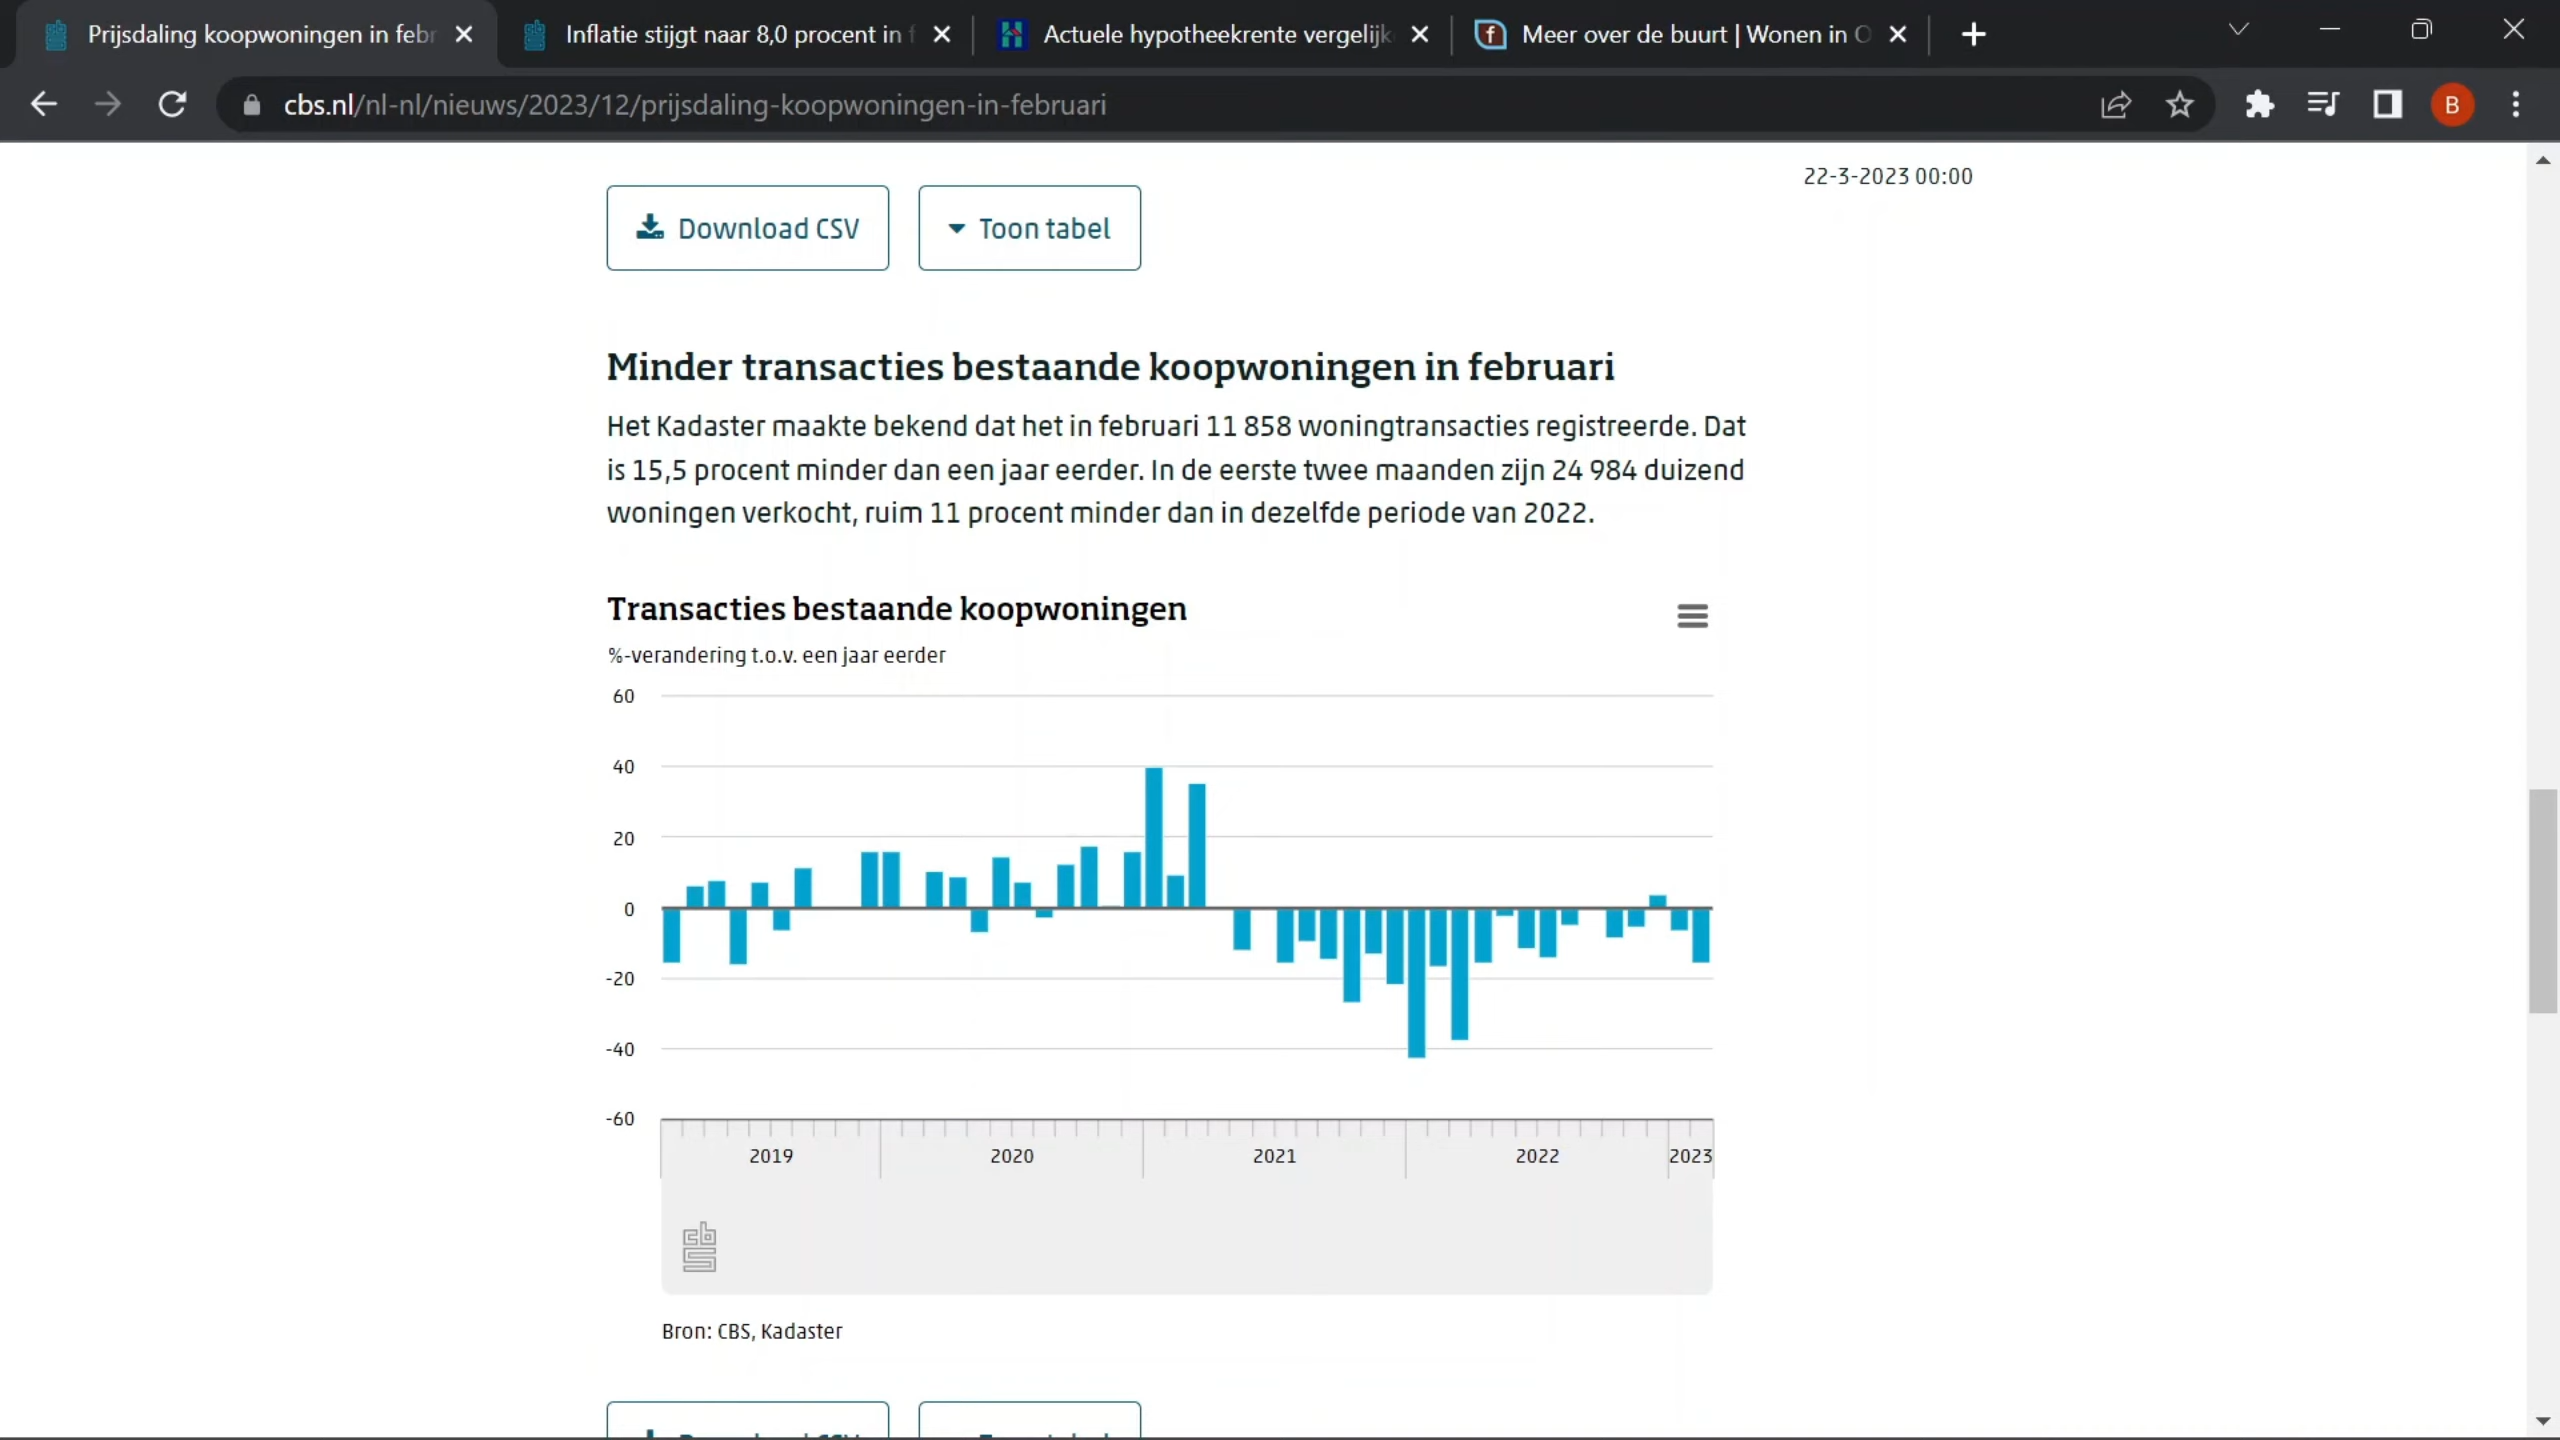 Prijsdaling koopwoningen in febr
Inflatie stijgt naar 8,0 procent in f
Actuele hypotheekrente vergelijk
Meer over de buurt | Wonen in O
cbs.nl/nl-nl/nieuws/2023/12/prijsdaling-koopwoningen-in-februari
B
22-3-2023 00:00
Download CSV
Toon tabel
Minder transacties bestaande koopwoningen in februari
Het Kadaster maakte bekend dat het in februari 11 858 woningtransacties registreerde. Dat
is 15,5 procent minder dan een jaar eerder. In de eerste twee maanden zijn 24 984 duizend
woningen verkocht, ruim 11 procent minder dan in dezelfde periode van 2022.
Transacties bestaande koopwoningen
%-verandering t.o.v. een jaar eerder
60
40
20
0
-20
-40
-60
2019 2020 2021 2022 2023
cbs
Bron: CBS, Kadaster